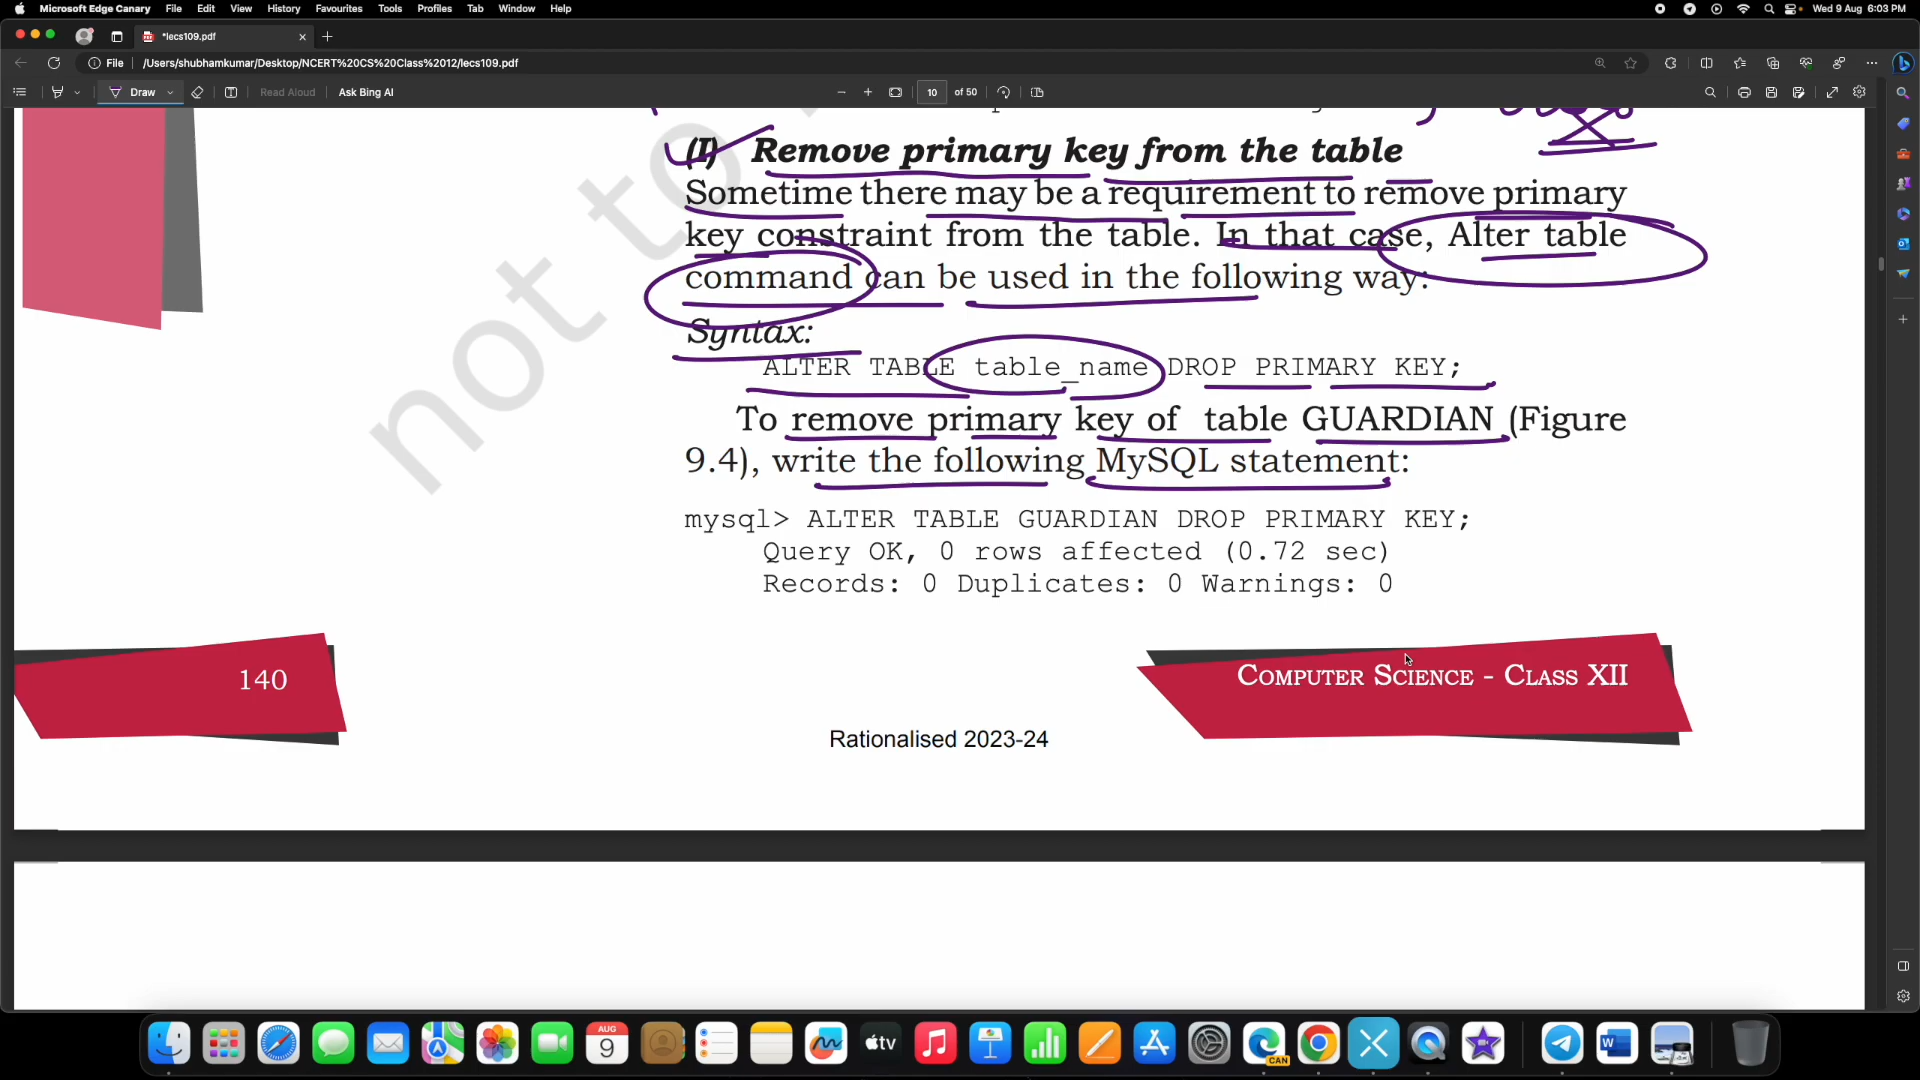 Microsoft Edge Canary File Edit View History Favourites Tools Profiles Tab Window Help Wed 9 Aug 6:03 PM
*lecs109.pdf
File /Users/shubhamkumar/Desktop/NCERT%20CS%20Class%2012/lecs109.pdf
Draw Read Aloud Ask Bing AI 10 of 50
not to
(I) Remove primary key from the table
Sometime there may be a requirement to remove primary
key constraint from the table. In that case, Alter table
command can be used in the following way:
Syntax:
ALTER TABLE table_name DROP PRIMARY KEY;
To remove primary key of table GUARDIAN (Figure
9.4), write the following MySQL statement:
mysql> ALTER TABLE GUARDIAN DROP PRIMARY KEY;
Query OK, 0 rows affected (0.72 sec)
Records: 0 Duplicates: 0 Warnings: 0
140
Computer Science - Class XII
Rationalised 2023-24
AUG
9
tv
CAN
W